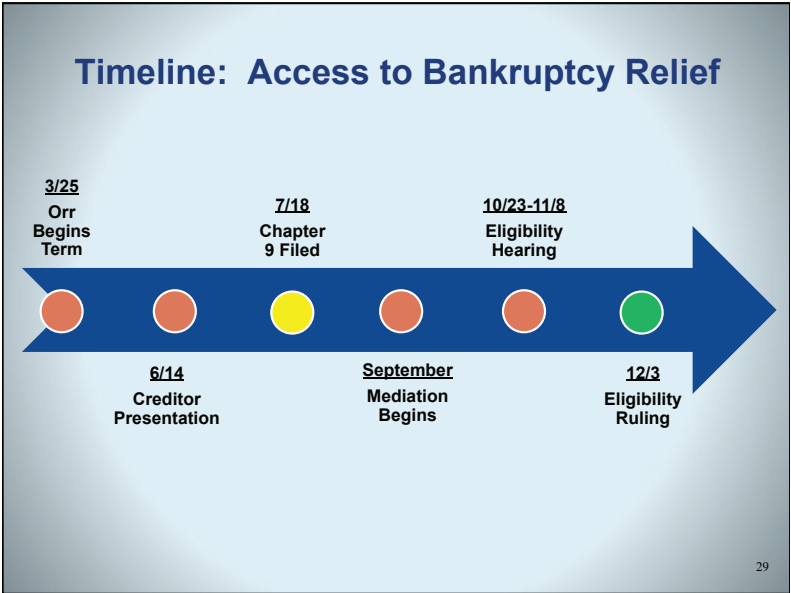 Timeline:  Access to Bankruptcy Relief
3/25
Orr
Begins
Term
6/14
Creditor
Presentation
7/18
Chapter
9 Filed
September
Mediation
Begins
10/23-11/8
Eligibility
Hearing
12/3
Eligibility
Ruling
29